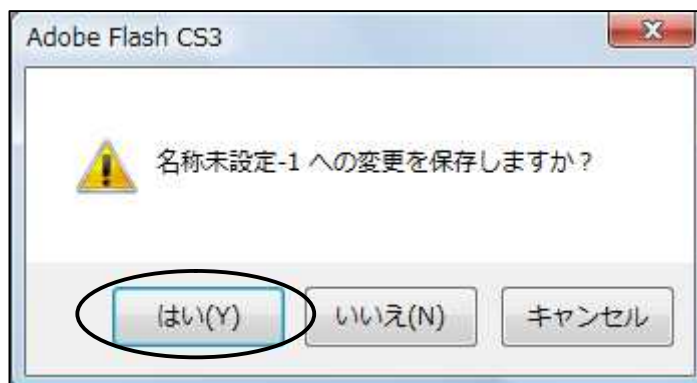 Adobe Flash CS3
名称未設定-1 への変更を保存しますか？
はい(Y) いいえ(N) キャンセル